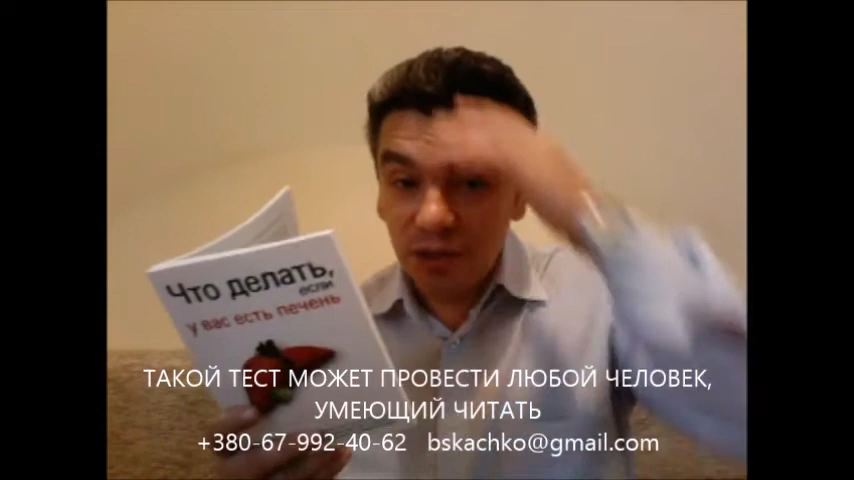 Что делать,
если
у вас есть печень
ТАКОЙ ТЕСТ МОЖЕТ ПРОВЕСТИ ЛЮБОЙ ЧЕЛОВЕК,
УМЕЮЩИЙ ЧИТАТЬ
+380-67-992-40-62 bskachko@gmail.com